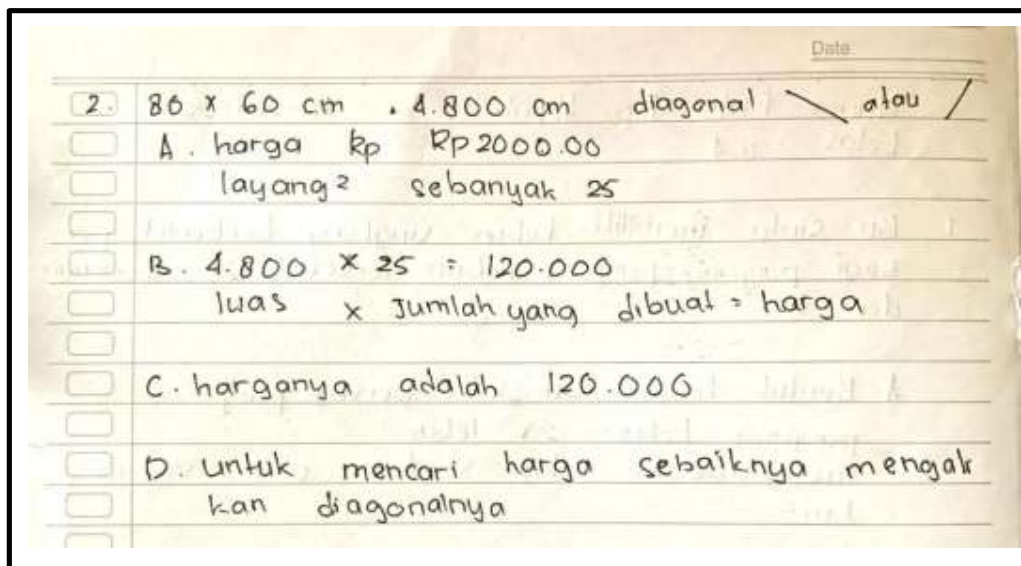 Date
2. 80 x 60 cm . 4.800 cm diagonal \ atau /
A. harga Rp Rp 2000.00
layang2 sebanyak 25
B. 4.800 x 25 = 120.000
luas x Jumlah yang dibuat = harga
C. harganya adalah 120.000
D. untuk mencari harga sebaiknya mengali
kan diagonalnya